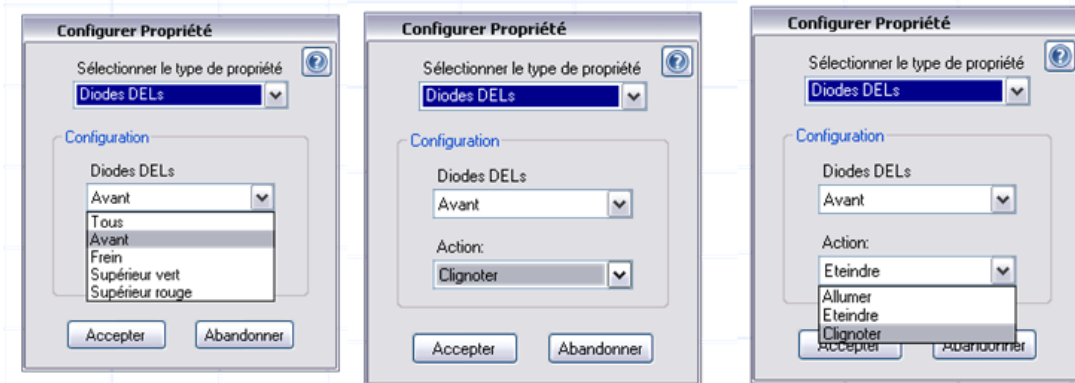 Configurer Propriété
Sélectionner le type de propriété
Diodes DELs
Configuration
Diodes DELs
Avant
Tous
Avant
Frein
Supérieur vert
Supérieur rouge
Accepter
Abandonner
Configurer Propriété
Sélectionner le type de propriété
Diodes DELs
Configuration
Diodes DELs
Avant
Action:
Clignoter
Accepter
Abandonner
Configurer Propriété
Sélectionner le type de propriété
Diodes DELs
Configuration
Diodes DELs
Avant
Action:
Eteindre
Allumer
Eteindre
Clignoter
Accepter
Abandonner